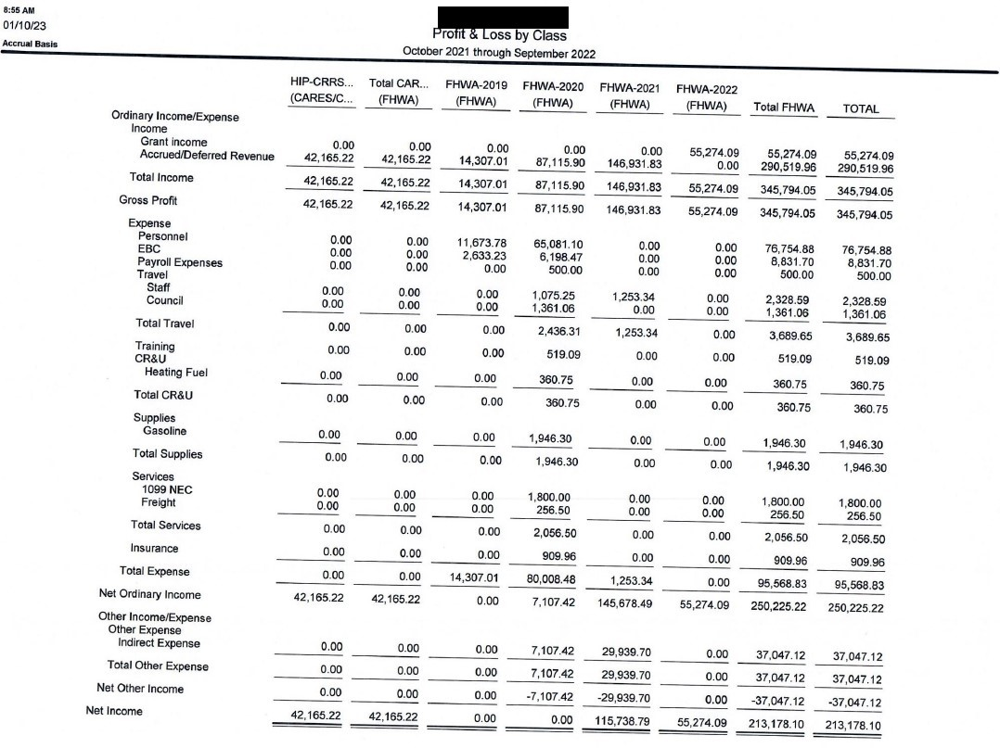 8:55 AM
01/10/23
Accrual Basis
Profit & Loss by Class
October 2021 through September 2022
HIP-CRRS... Total CAR... FHWA-2019 FHWA-2020 FHWA-2021 FHWA-2022
(CARES/C... (FHWA) (FHWA) (FHWA) (FHWA) (FHWA) Total FHWA TOTAL
Ordinary Income/Expense
Income
Grant income 0.00 0.00 0.00 0.00 0.00 55,274.09 55,274.09 55,274.09
Accrued/Deferred Revenue 42,165.22 42,165.22 14,307.01 87,115.90 146,931.83 0.00 290,519.96 290,519.96
Total Income 42,165.22 42,165.22 14,307.01 87,115.90 146,931.83 55,274.09 345,794.05 345,794.05
Gross Profit 42,165.22 42,165.22 14,307.01 87,115.90 146,931.83 55,274.09 345,794.05 345,794.05
Expense
Personnel 0.00 0.00 11,673.78 65,081.10 0.00 0.00 76,754.88 76,754.88
EBC 0.00 0.00 2,633.23 6,198.47 0.00 0.00 8,831.70 8,831.70
Payroll Expenses 0.00 0.00 0.00 500.00 0.00 0.00 500.00 500.00
Travel
Staff 0.00 0.00 0.00 1,075.25 1,253.34 0.00 2,328.59 2,328.59
Council 0.00 0.00 0.00 1,361.06 0.00 0.00 1,361.06 1,361.06
Total Travel 0.00 0.00 0.00 2,436.31 1,253.34 0.00 3,689.65 3,689.65
Training 0.00 0.00 0.00 519.09 0.00 0.00 519.09 519.09
CR&U
Heating Fuel 0.00 0.00 0.00 360.75 0.00 0.00 360.75 360.75
Total CR&U 0.00 0.00 0.00 360.75 0.00 0.00 360.75 360.75
Supplies
Gasoline 0.00 0.00 0.00 1,946.30 0.00 0.00 1,946.30 1,946.30
Total Supplies 0.00 0.00 0.00 1,946.30 0.00 0.00 1,946.30 1,946.30
Services
1099 NEC 0.00 0.00 0.00 1,800.00 0.00 0.00 1,800.00 1,800.00
Freight 0.00 0.00 0.00 256.50 0.00 0.00 256.50 256.50
Total Services 0.00 0.00 0.00 2,056.50 0.00 0.00 2,056.50 2,056.50
Insurance 0.00 0.00 0.00 909.96 0.00 0.00 909.96 909.96
Total Expense 0.00 0.00 14,307.01 80,008.48 1,253.34 0.00 95,568.83 95,568.83
Net Ordinary Income 42,165.22 42,165.22 0.00 7,107.42 145,678.49 55,274.09 250,225.22 250,225.22
Other Income/Expense
Other Expense
Indirect Expense 0.00 0.00 0.00 7,107.42 29,939.70 0.00 37,047.12 37,047.12
Total Other Expense 0.00 0.00 0.00 7,107.42 29,939.70 0.00 37,047.12 37,047.12
Net Other Income 0.00 0.00 0.00 -7,107.42 -29,939.70 0.00 -37,047.12 -37,047.12
Net Income 42,165.22 42,165.22 0.00 0.00 115,738.79 55,274.09 213,178.10 213,178.10